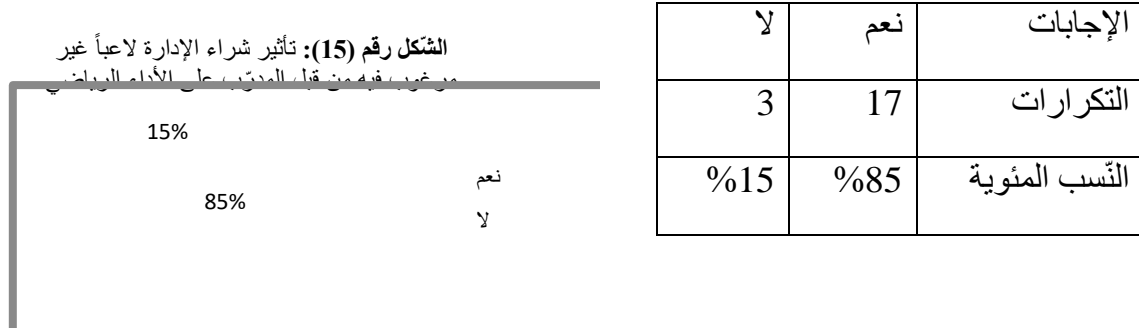 الإجابات نعم لا
التكرارات 17 3
النّسب المئوية 85% 15%
الشّكل رقم (15): تأثير شراء الإدارة لاعباً غير
مرغوب فيه من قبل المدرّب على الأداء الرياضي
15%
85%
نعم
لا